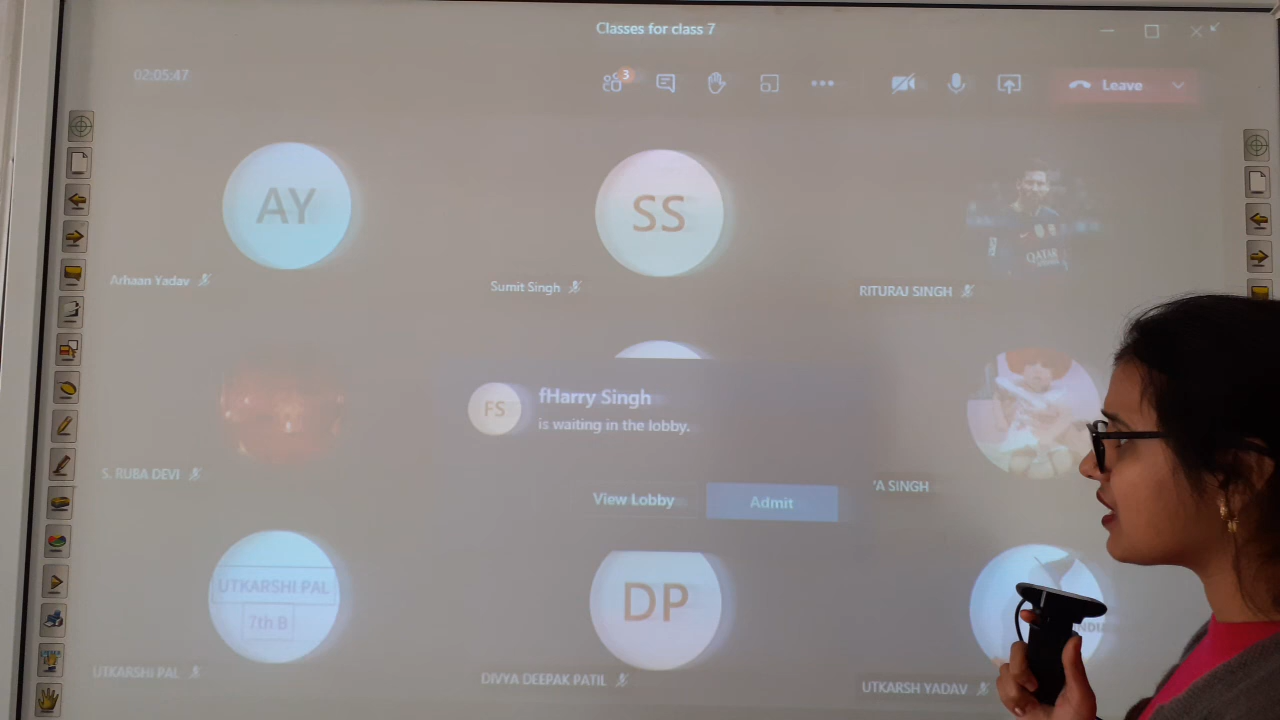 Classes for class 7
02:05:47
3
Leave
AY
SS
QATAR
Arhaan Yadav
Sumit Singh
RITURAJ SINGH
FS
fHarry Singh
is waiting in the lobby.
S. RUBA DEVI
'A SINGH
View Lobby
Admit
UTKARSHI PAL
7th B
DP
UTKARSHI PAL
DIVYA DEEPAK PATIL
UTKARSH YADAV